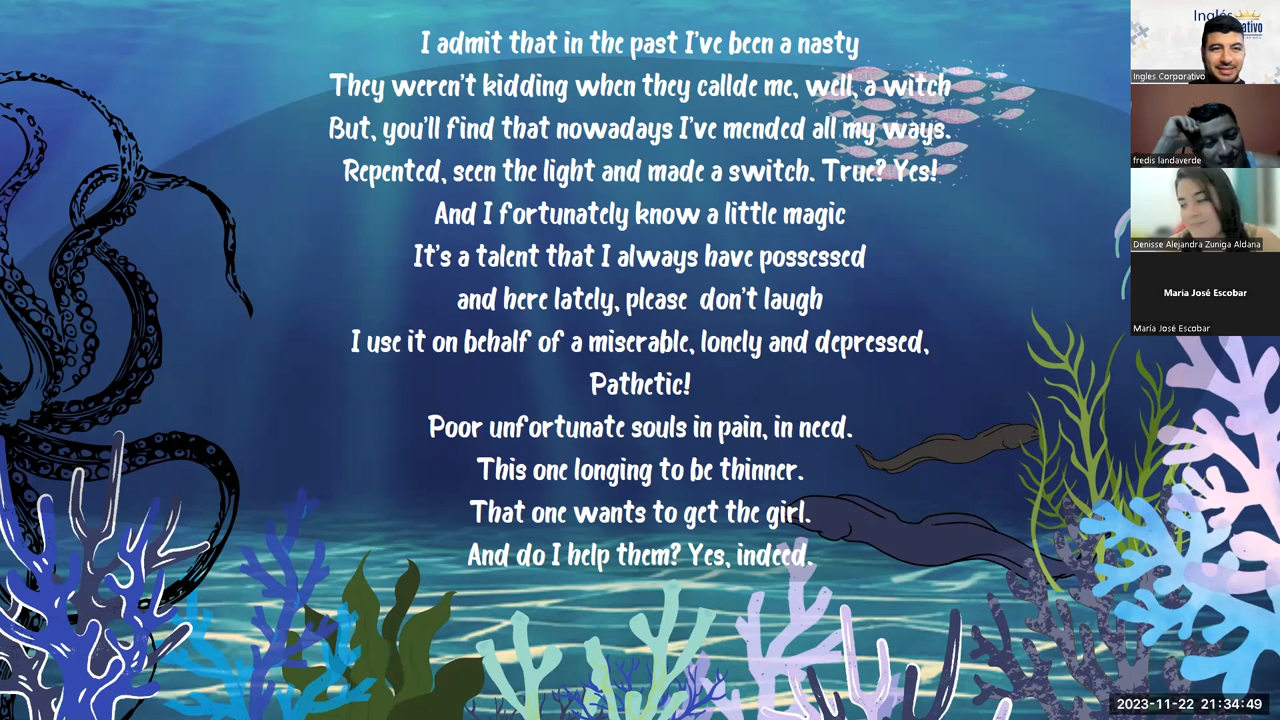 I admit that in the past I've been a nasty
They weren't kidding when they callde me, well, a witch
But, you'll find that nowadays I've mended all my ways.
Repented, seen the light and made a switch. True? Yes!
And I fortunately know a little magic
It's a talent that I always have possessed
and here lately, please don't laugh
I use it on behalf of a miserable, lonely and depressed,
Pathetic!
Poor unfortunate souls in pain, in need.
This one longing to be thinner.
That one wants to get the girl.
And do I help them? Yes, indeed.
Inglés
ativo
Ingles Corporativo
fredis landaverde
Denisse Alejandra Zuniga Aldana
Maria José Escobar
María José Escobar
2023-11-22 21:34:49